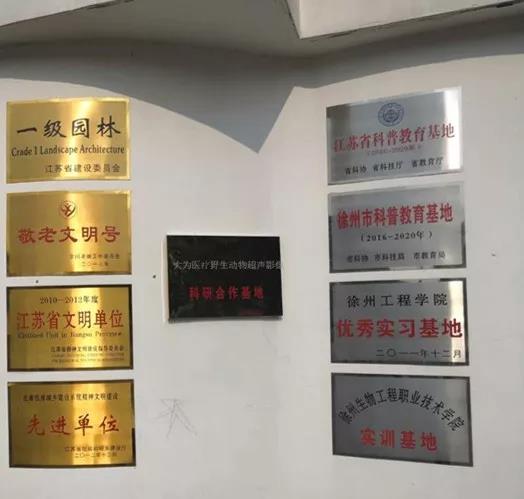 一级园林
Crade 1 Landscape Architecture
江苏省建设委员会
敬老文明号
2010-2012年度
江苏省文明单位
Civilized Unit in Jiangsu Province
先进单位
大为医疗野生动物超声影像
科研合作基地
江苏省科普教育基地
省科协 省科技厅 省教育厅
徐州市科普教育基地
(2016-2020年)
市科协 市科技局 市教育局
徐州工程学院
优秀实习基地
二〇一一年十二月
徐州生物工程职业技术学院
实训基地